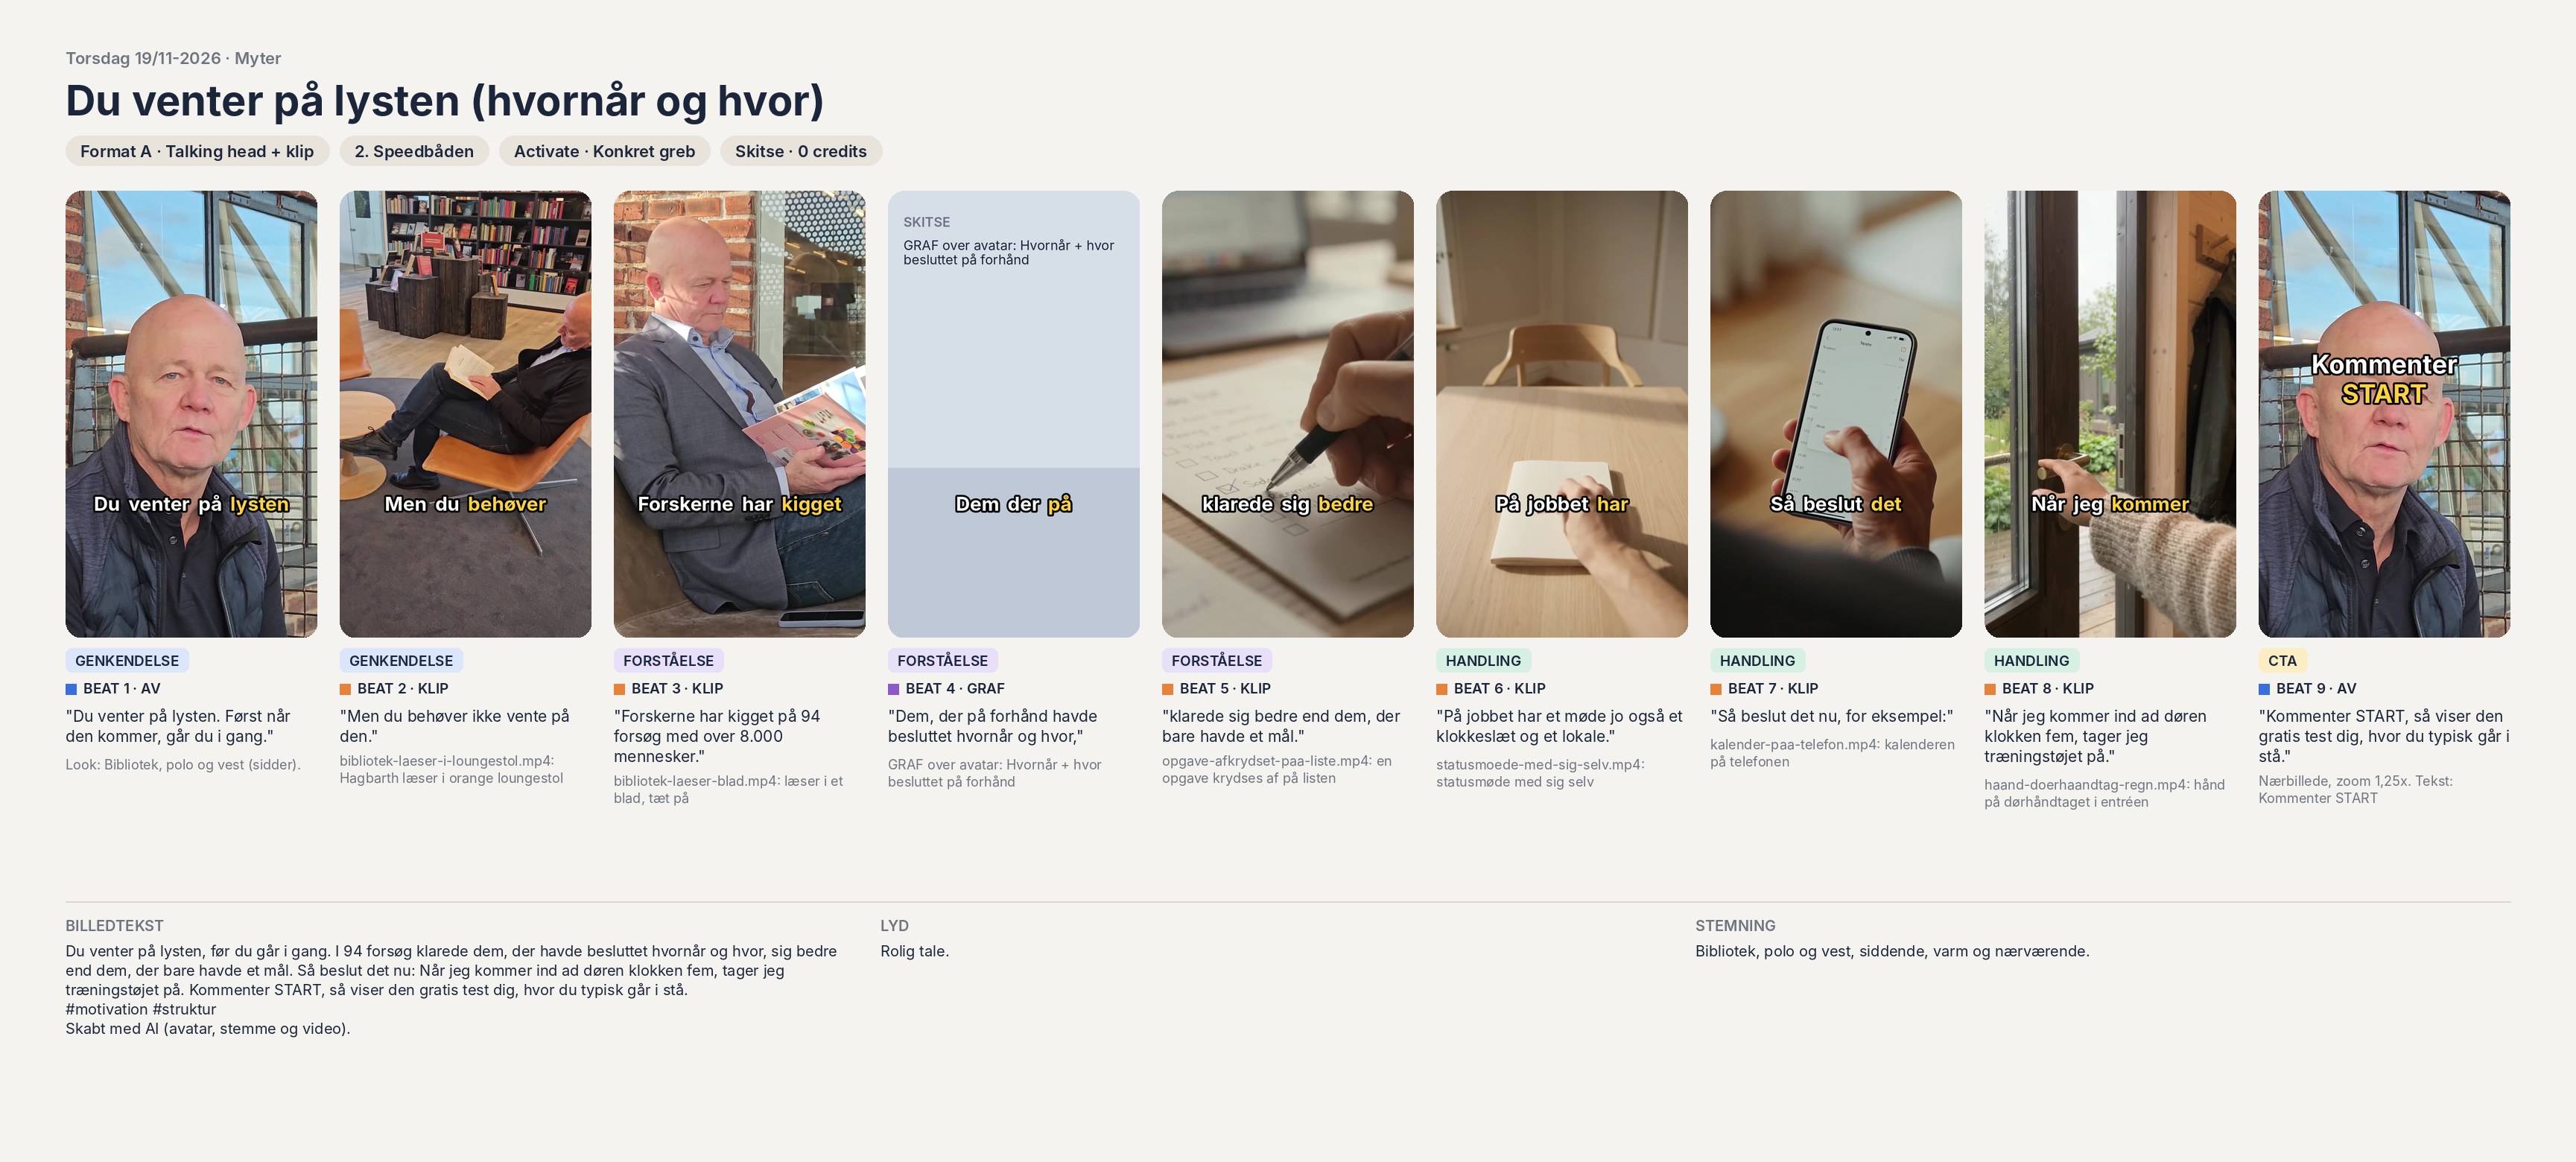 Torsdag 19/11-2026 · Myter
Du venter på lysten (hvornår og hvor)
Format A · Talking head + klip
2. Speedbåden
Activate · Konkret greb
Skitse · 0 credits
Du venter på lysten
Men du behøver
Forskerne har kigget
SKITSE
GRAF over avatar: Hvornår + hvor
besluttet på forhånd
Dem der på
klarede sig bedre
På jobbet har
Så beslut det
Når jeg kommer
Kommenter
START
GENKENDELSE
BEAT 1 · AV
"Du venter på lysten. Først når
den kommer, går du i gang."
Look: Bibliotek, polo og vest (sidder).
GENKENDELSE
BEAT 2 · KLIP
"Men du behøver ikke vente på
den."
bibliotek-laeser-i-loungestol.mp4:
Hagbarth læser i orange loungestol
FORSTÅELSE
BEAT 3 · KLIP
"Forskerne har kigget på 94
forsøg med over 8.000
mennesker."
bibliotek-laeser-blad.mp4: læser i et
blad, tæt på
FORSTÅELSE
BEAT 4 · GRAF
"Dem, der på forhånd havde
besluttet hvornår og hvor,"
GRAF over avatar: Hvornår + hvor
besluttet på forhånd
FORSTÅELSE
BEAT 5 · KLIP
"klarede sig bedre end dem, der
bare havde et mål."
opgave-afkrydset-paa-liste.mp4: en
opgave krydses af på listen
HANDLING
BEAT 6 · KLIP
"På jobbet har et møde jo også et
klokkeslæt og et lokale."
statusmoede-med-sig-selv.mp4:
statusmøde med sig selv
HANDLING
BEAT 7 · KLIP
"Så beslut det nu, for eksempel:"
kalender-paa-telefon.mp4: kalenderen
på telefonen
HANDLING
BEAT 8 · KLIP
"Når jeg kommer ind ad døren
klokken fem, tager jeg
træningstøjet på."
haand-doerhaandtag-regn.mp4: hånd
på dørhåndtaget i entréen
CTA
BEAT 9 · AV
"Kommenter START, så viser den
gratis test dig, hvor du typisk går i
stå."
Nærbillede, zoom 1,25x. Tekst:
Kommenter START
BILLEDTEKST
Du venter på lysten, før du går i gang. I 94 forsøg klarede dem, der havde besluttet hvornår og hvor, sig bedre
end dem, der bare havde et mål. Så beslut det nu: Når jeg kommer ind ad døren klokken fem, tager jeg
træningstøjet på. Kommenter START, så viser den gratis test dig, hvor du typisk går i stå.
#motivation #struktur
Skabt med AI (avatar, stemme og video).
LYD
Rolig tale.
STEMNING
Bibliotek, polo og vest, siddende, varm og nærværende.